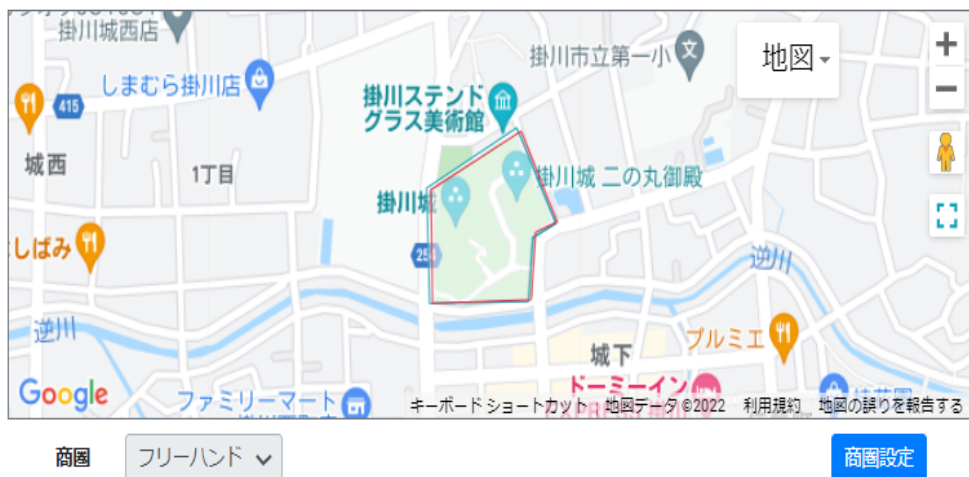 掛川城西店
掛川市立第一小
地図
しまむら掛川店
掛川ステンド
グラス美術館
415
城西
1丁目
掛川城 二の丸御殿
掛川城
254
しばみ
逆川
逆川
プルミエ
城下
ドーミーイン
Google
ファミリーマート
キーボード ショートカット
地図データ ©2022
利用規約
地図の誤りを報告する
商圏
フリーハンド
商圏設定